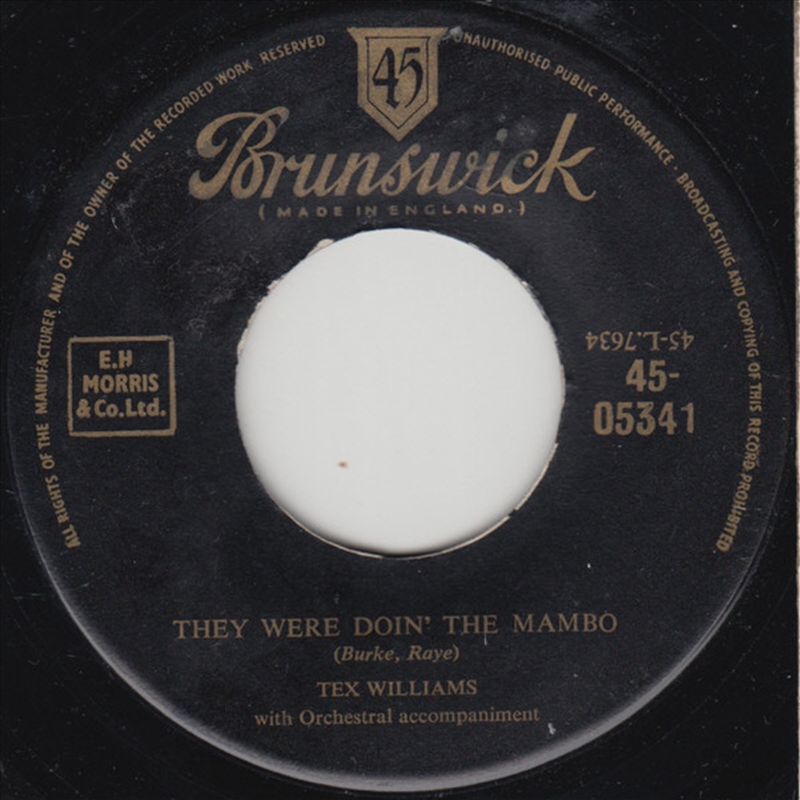 ALL RIGHTS OF THE MANUFACTURER AND OF THE OWNER OF THE RECORDED WORK RESERVED
UNAUTHORISED PUBLIC PERFORMANCE · BROADCASTING AND COPYING OF THIS RECORD PROHIBITED
45
Brunswick
(MADE IN ENGLAND.)
E.H
MORRIS
& Co.Ltd.
45-L.7634
45-
05341
THEY WERE DOIN' THE MAMBO
(Burke, Raye)
TEX WILLIAMS
with Orchestral accompaniment